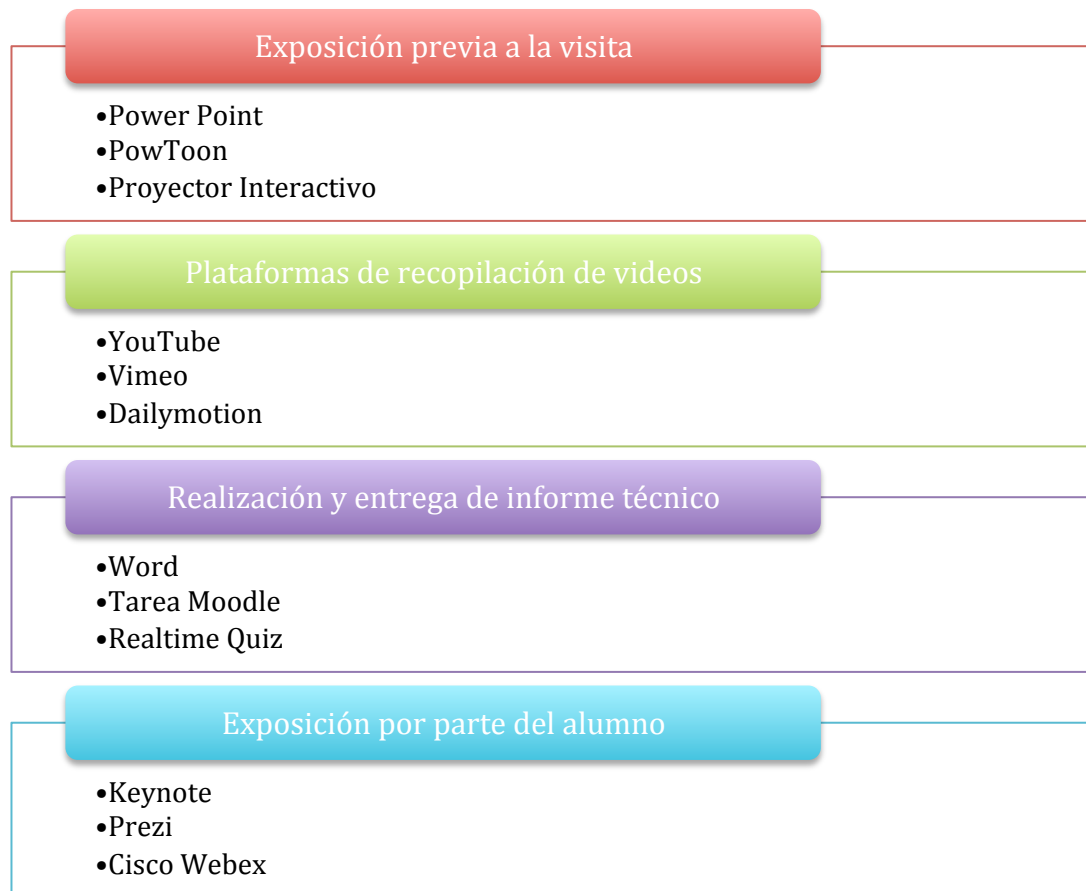 Exposición previa a la visita
•Power Point
•PowToon
•Proyector Interactivo
Plataformas de recopilación de videos
•YouTube
•Vimeo
•Dailymotion
Realización y entrega de informe técnico
•Word
•Tarea Moodle
•Realtime Quiz
Exposición por parte del alumno
•Keynote
•Prezi
•Cisco Webex